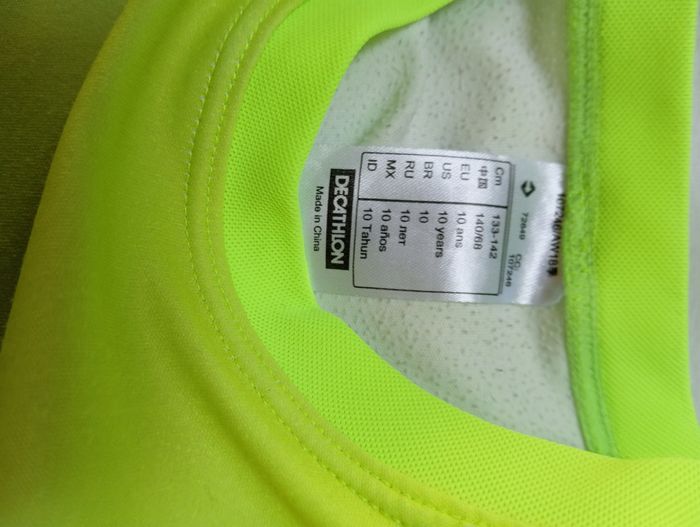 72649 CC:
107246
Cm 133-142
中国 140/68
EU 10 ans
US 10 years
BR 10
RU 10 лет
MX 10 años
ID 10 Tahun
DECATHLON
Made in China